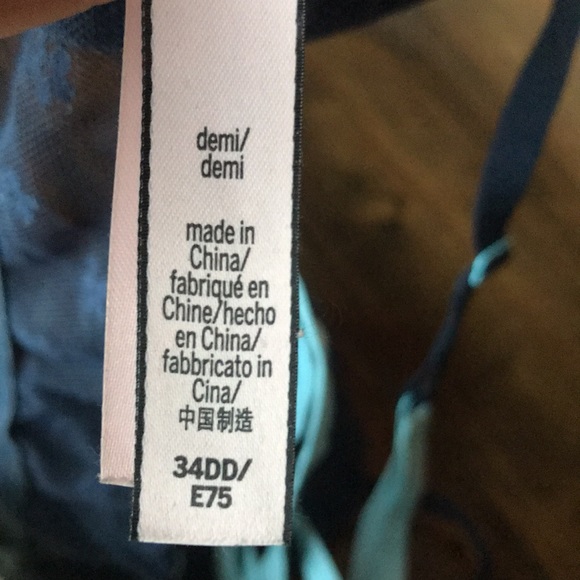 demi/
demi
made in
China/
fabriqué en
Chine/hecho
en China/
fabbricato in
Cina/
中国制造
34DD/
E75